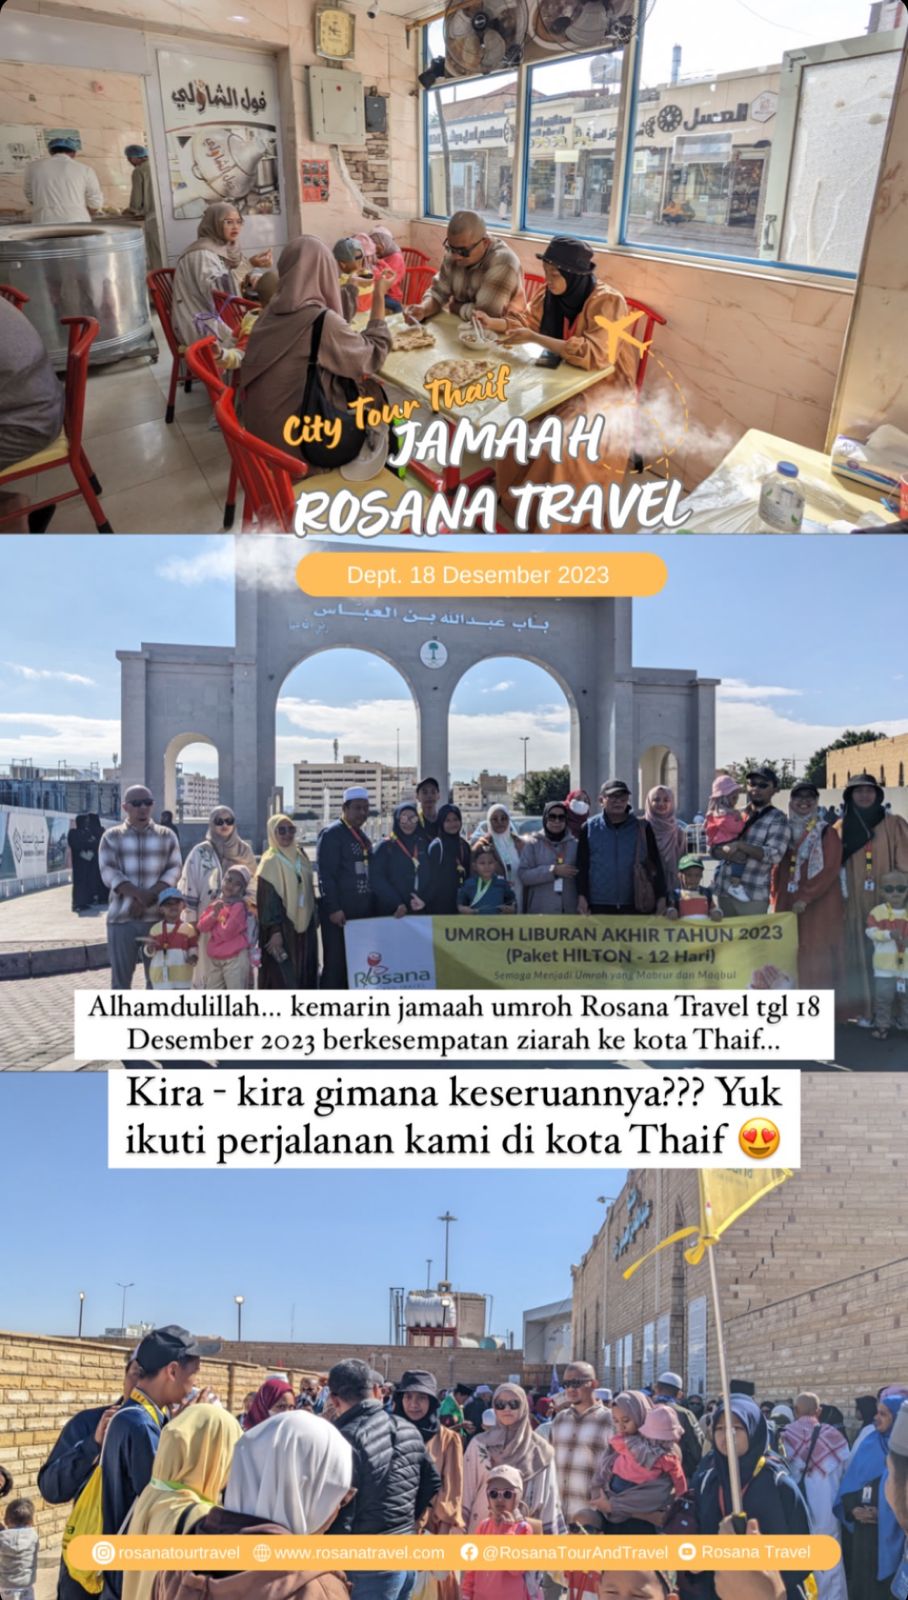 فول الشاولي
العسل
City Tour Thaif
JAMAAH
ROSANA TRAVEL
Dept. 18 Desember 2023
باب عبدالله بن العباس
UMROH LIBURAN AKHIR TAHUN 2023
(Paket HILTON - 12 Hari)
Rosana
Semoga Menjadi Umroh yang Mabrur dan Maqbul
Alhamdulillah... kemarin jamaah umroh Rosana Travel tgl 18
Desember 2023 berkesempatan ziarah ke kota Thaif...
Kira - kira gimana keseruannya??? Yuk
ikuti perjalanan kami di kota Thaif 😍
rosanatourtravel www.rosanatravel.com @RosanaTourAndTravel Rosana Travel